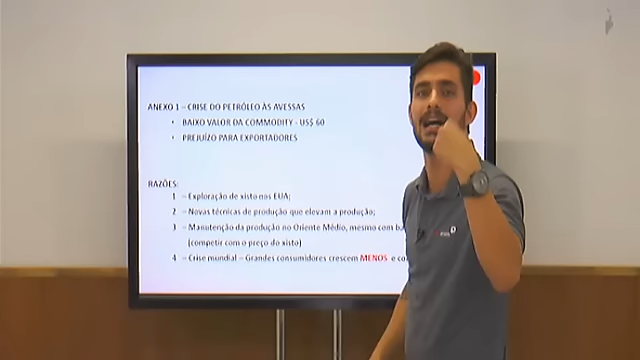 ANEXO 1 – CRISE DO PETRÓLEO ÀS AVESSAS
• BAIXO VALOR DA COMMODITY - US$ 60
• PREJUÍZO PARA EXPORTADORES
RAZÕES:
1 – Exploração de xisto nos EUA;
2 – Novas técnicas de produção que elevam a produção;
3 – Manutenção da produção no Oriente Médio, mesmo com
(competir com o preço do xisto)
4 – Crise mundial – Grandes consumidores crescem MENOS e